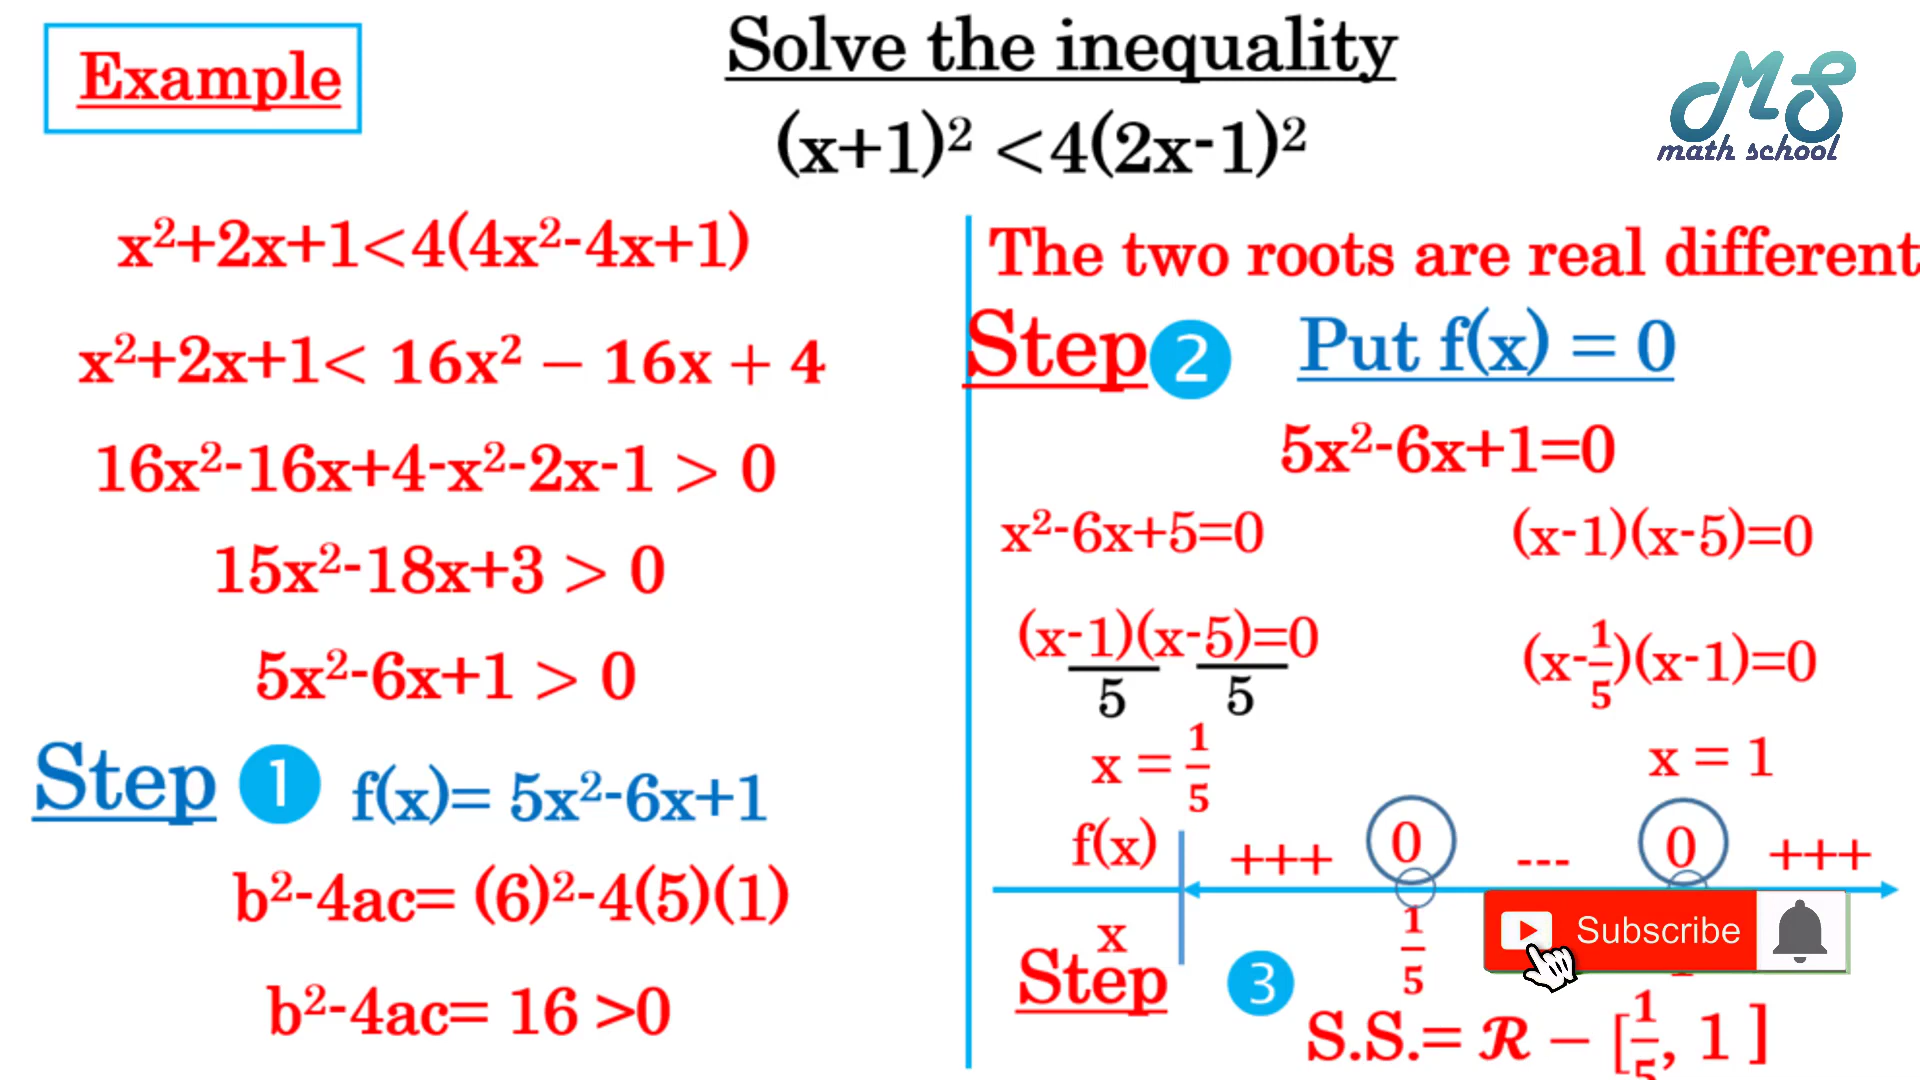 Example
Solve the inequality
(x+1)² <4(2x-1)²
MS
math school
x²+2x+1<4(4x²-4x+1)
x²+2x+1< 16x² − 16x + 4
16x²-16x+4-x²-2x-1 > 0
15x²-18x+3 > 0
5x²-6x+1 > 0
Step 1 f(x)= 5x²-6x+1
b²-4ac= (6)²-4(5)(1)
b²-4ac= 16 >0
The two roots are real different
Step 2 Put f(x) = 0
5x²-6x+1=0
x²-6x+5=0 (x-1)(x-5)=0
(x-1/5)(x-5/5)=0 (x-1/5)(x-1)=0
x = 1/5 x = 1
f(x) +++ 0 --- 0 +++
x 1/5
Subscribe
Step 3
S.S.= ℛ − [1/5, 1 ]